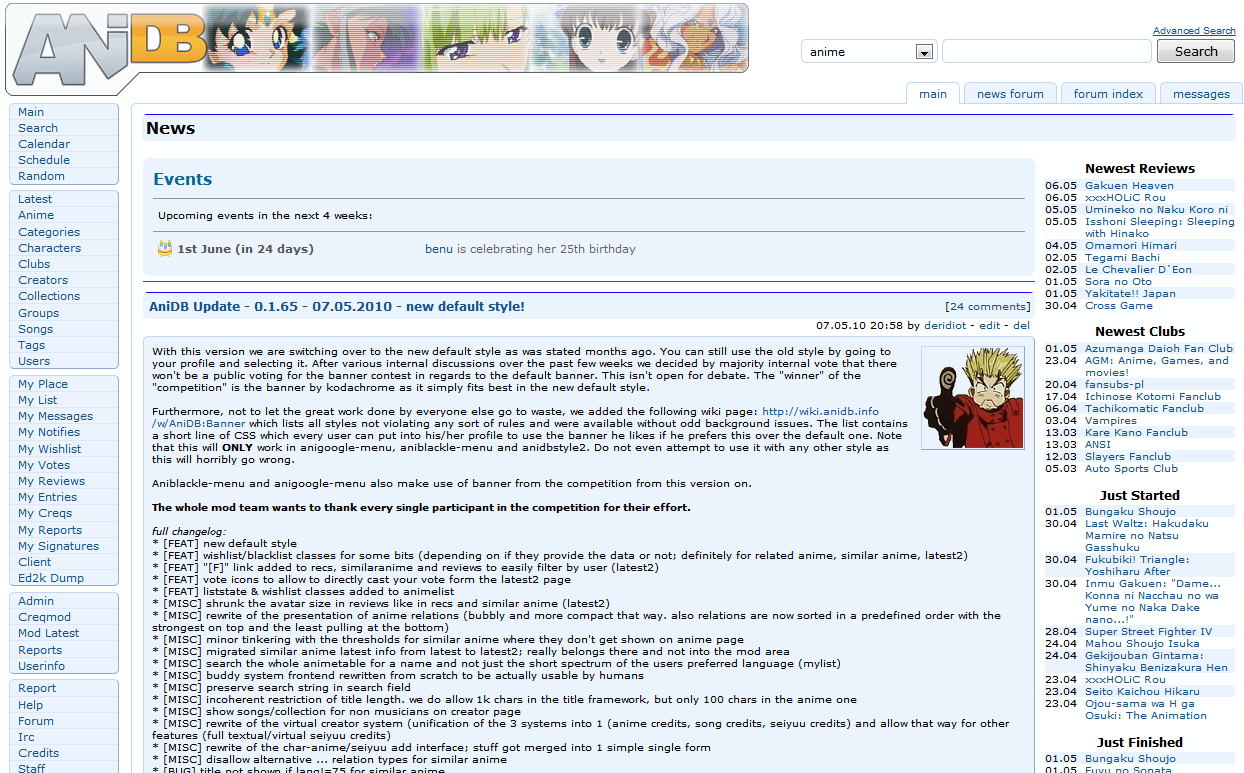 ANiDB
Advanced Search
anime
Search
main
news forum
forum index
messages
Main
Search
Calendar
Schedule
Random
Latest
Anime
Categories
Characters
Clubs
Creators
Collections
Groups
Songs
Tags
Users
My Place
My List
My Messages
My Notifies
My Wishlist
My Votes
My Reviews
My Entries
My Creqs
My Reports
My Signatures
Client
Ed2k Dump
Admin
Creqmod
Mod Latest
Reports
Userinfo
Report
Help
Forum
Irc
Credits
Staff
News
Events
Upcoming events in the next 4 weeks:
1st June (in 24 days) benu is celebrating her 25th birthday
AniDB Update - 0.1.65 - 07.05.2010 - new default style! [24 comments]
07.05.10 20:58 by deridiot - edit - del
With this version we are switching over to the new default style as was stated months ago. You can still use the old style by going to
your profile and selecting it. After various internal discussions over the past few weeks we decided by majority internal vote that there
won't be a public voting for the banner contest in regards to the default banner. This isn't open for debate. The "winner" of the
"competition" is the banner by kodachrome as it simply fits best in the new default style.
Furthermore, not to let the great work done by everyone else go to waste, we added the following wiki page: http://wiki.anidb.info
/w/AniDB:Banner which lists all styles not violating any sort of rules and were available without odd background issues. The list contains
a short line of CSS which every user can put into his/her profile to use the banner he likes if he prefers this over the default one. Note
that this will ONLY work in anigoogle-menu, aniblackle-menu and anidbstyle2. Do not even attempt to use it with any other style as
this will horribly go wrong.
Aniblackle-menu and anigoogle-menu also make use of banner from the competition from this version on.
The whole mod team wants to thank every single participant in the competition for their effort.
full changelog:
* [FEAT] new default style
* [FEAT] wishlist/blacklist classes for some bits (depending on if they provide the data or not; definitely for related anime, similar anime, latest2)
* [FEAT] "[F]" link added to recs, similaranime and reviews to easily filter by user (latest2)
* [FEAT] vote icons to allow to directly cast your vote form the latest2 page
* [FEAT] liststate & wishlist classes added to animelist
* [MISC] shrunk the avatar size in reviews like in recs and similar anime (latest2)
* [MISC] rewrite of the presentation of anime relations (bubbly and more compact that way. also relations are now sorted in a predefined order with the
strongest on top and the least pulling at the bottom)
* [MISC] minor tinkering with the thresholds for similar anime where they don't get shown on anime page
* [MISC] migrated similar anime latest info from latest to latest2; really belongs there and not into the mod area
* [MISC] search the whole animetable for a name and not just the short spectrum of the users preferred language (mylist)
* [MISC] buddy system frontend rewritten from scratch to be actually usable by humans
* [MISC] preserve search string in search field
* [MISC] incoherent restriction of title length. we do allow 1k chars in the title framework, but only 100 chars in the anime one
* [MISC] show songs/collection for non musicians on creator page
* [MISC] rewrite of the virtual creator system (unification of the 3 systems into 1 (anime credits, song credits, seiyuu credits) and allow that way for other
features (full textual/virtual seiyuu credits)
* [MISC] rewrite of the char-anime/seiyuu add interface; stuff got merged into 1 simple single form
* [MISC] disallow alternative ... relation types for similar anime
* [BUG] title not shown if lang!=75 for similar anime
Newest Reviews
06.05 Gakuen Heaven
06.05 xxxHOLiC Rou
05.05 Umineko no Naku Koro ni
05.05 Isshoni Sleeping: Sleeping
with Hinako
04.05 Omamori Himari
02.05 Tegami Bachi
02.05 Le Chevalier D`Eon
01.05 Sora no Oto
01.05 Yakitate!! Japan
30.04 Cross Game
Newest Clubs
01.05 Azumanga Daioh Fan Club
23.04 AGM: Anime, Games, and
movies!
20.04 fansubs-pl
17.04 Ichinose Kotomi Fanclub
06.04 Tachikomatic Fanclub
03.04 Vampires
13.03 Kare Kano Fanclub
13.03 ANSI
12.03 Slayers Fanclub
05.03 Auto Sports Club
Just Started
01.05 Bungaku Shoujo
30.04 Last Waltz: Hakudaku
Mamire no Natsu
Gasshuku
30.04 Fukubiki! Triangle:
Yoshiharu After
30.04 Inmu Gakuen: "Dame...
Konna ni Nacchau no wa
Yume no Naka Dake
nano...!"
28.04 Super Street Fighter IV
24.04 Mahou Shoujo Isuka
24.04 Gekijouban Gintama:
Shinyaku Benizakura Hen
23.04 xxxHOLiC Rou
23.04 Seito Kaichou Hikaru
23.04 Ojou-sama wa H ga
Osuki: The Animation
Just Finished
01.05 Bungaku Shoujo
01.05 Fuyu no Sonata